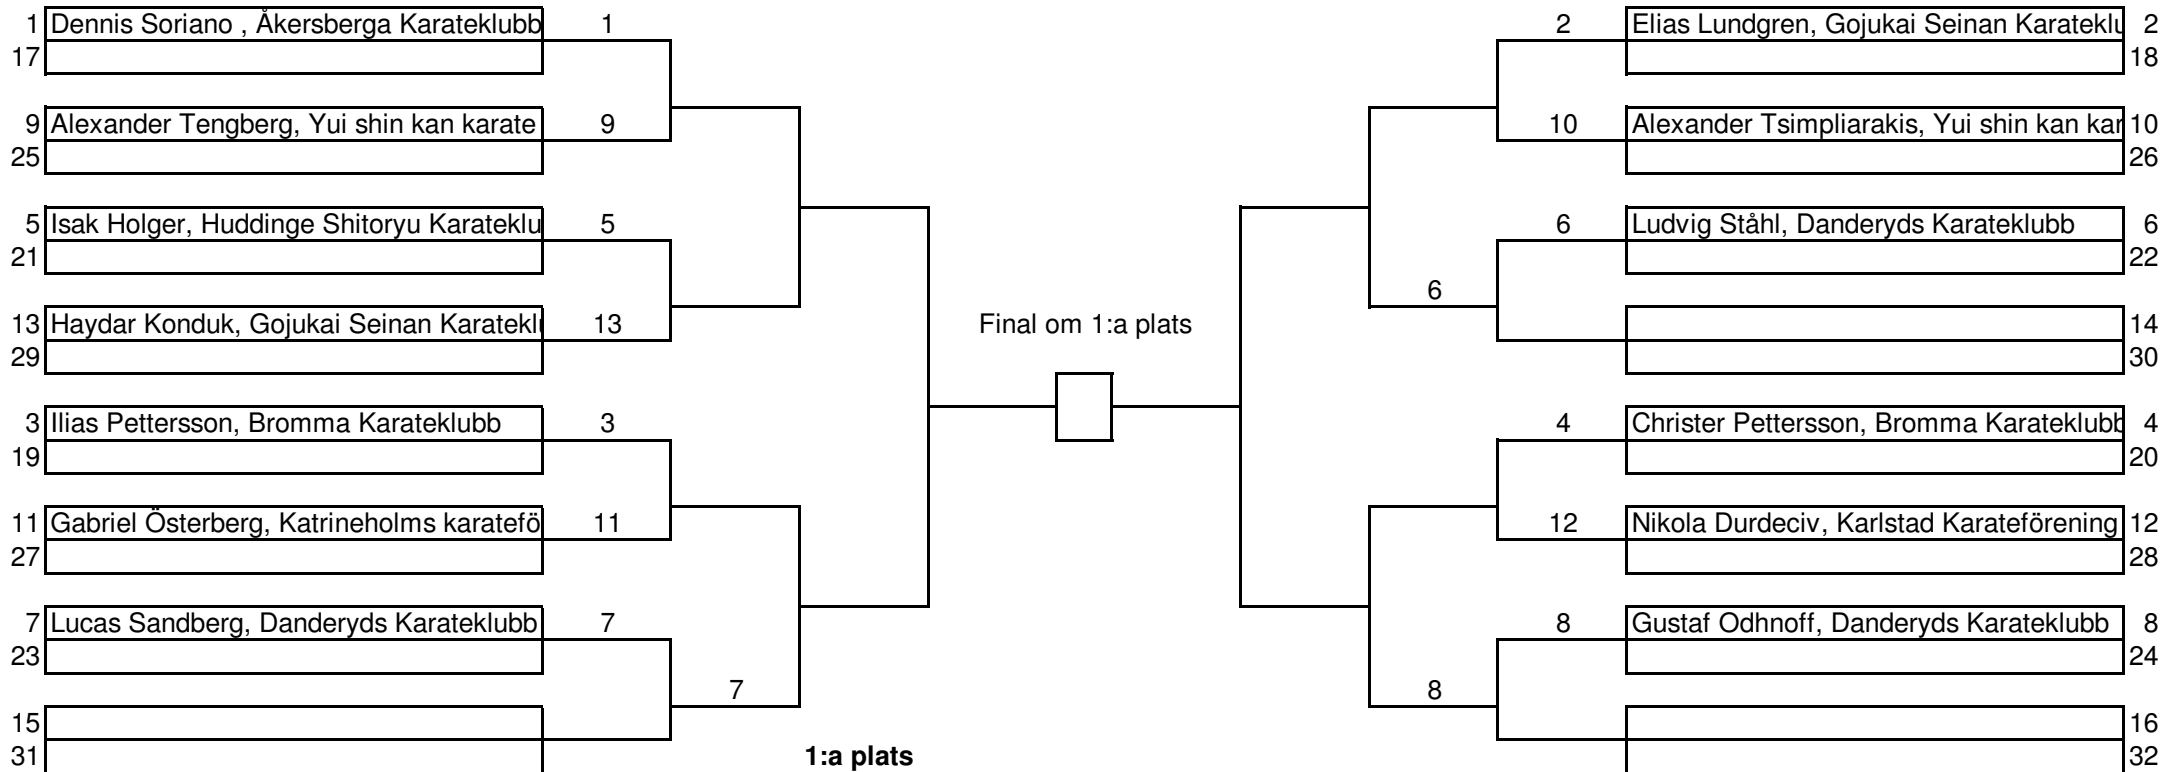 1 Dennis Soriano , Åkersberga Karateklubb 1 2 Elias Lundgren, Gojukai Seinan Karateklu 2
17 18
9 Alexander Tengberg, Yui shin kan karate 9 10 Alexander Tsimpliarakis, Yui shin kan kar 10
25 26
5 Isak Holger, Huddinge Shitoryu Karateklu 5 6 Ludvig Ståhl, Danderyds Karateklubb 6
21 22
6
13 Haydar Konduk, Gojukai Seinan Karateklu 13 Final om 1:a plats 14
29 30
3 Ilias Pettersson, Bromma Karateklubb 3 4 Christer Pettersson, Bromma Karateklubb 4
19 20
11 Gabriel Österberg, Katrineholms karatefö 11 12 Nikola Durdeciv, Karlstad Karateförening 12
27 28
7 Lucas Sandberg, Danderyds Karateklubb 7 8 Gustaf Odhnoff, Danderyds Karateklubb 8
23 24
7 8
15 16
31 1:a plats 32